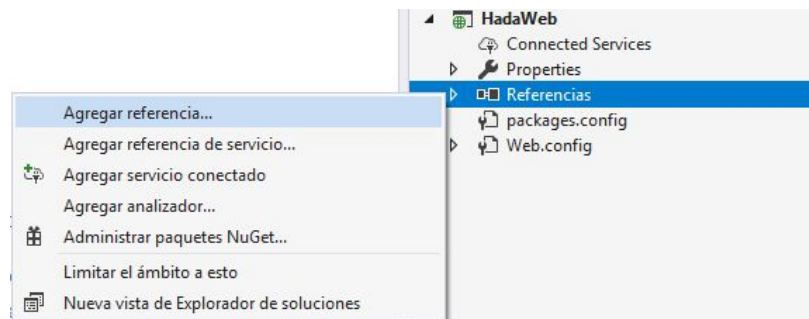 HadaWeb
Connected Services
Properties
Referencias
packages.config
Web.config
Agregar referencia...
Agregar referencia de servicio...
Agregar servicio conectado
Agregar analizador...
Administrar paquetes NuGet...
Limitar el ámbito a esto
Nueva vista de Explorador de soluciones